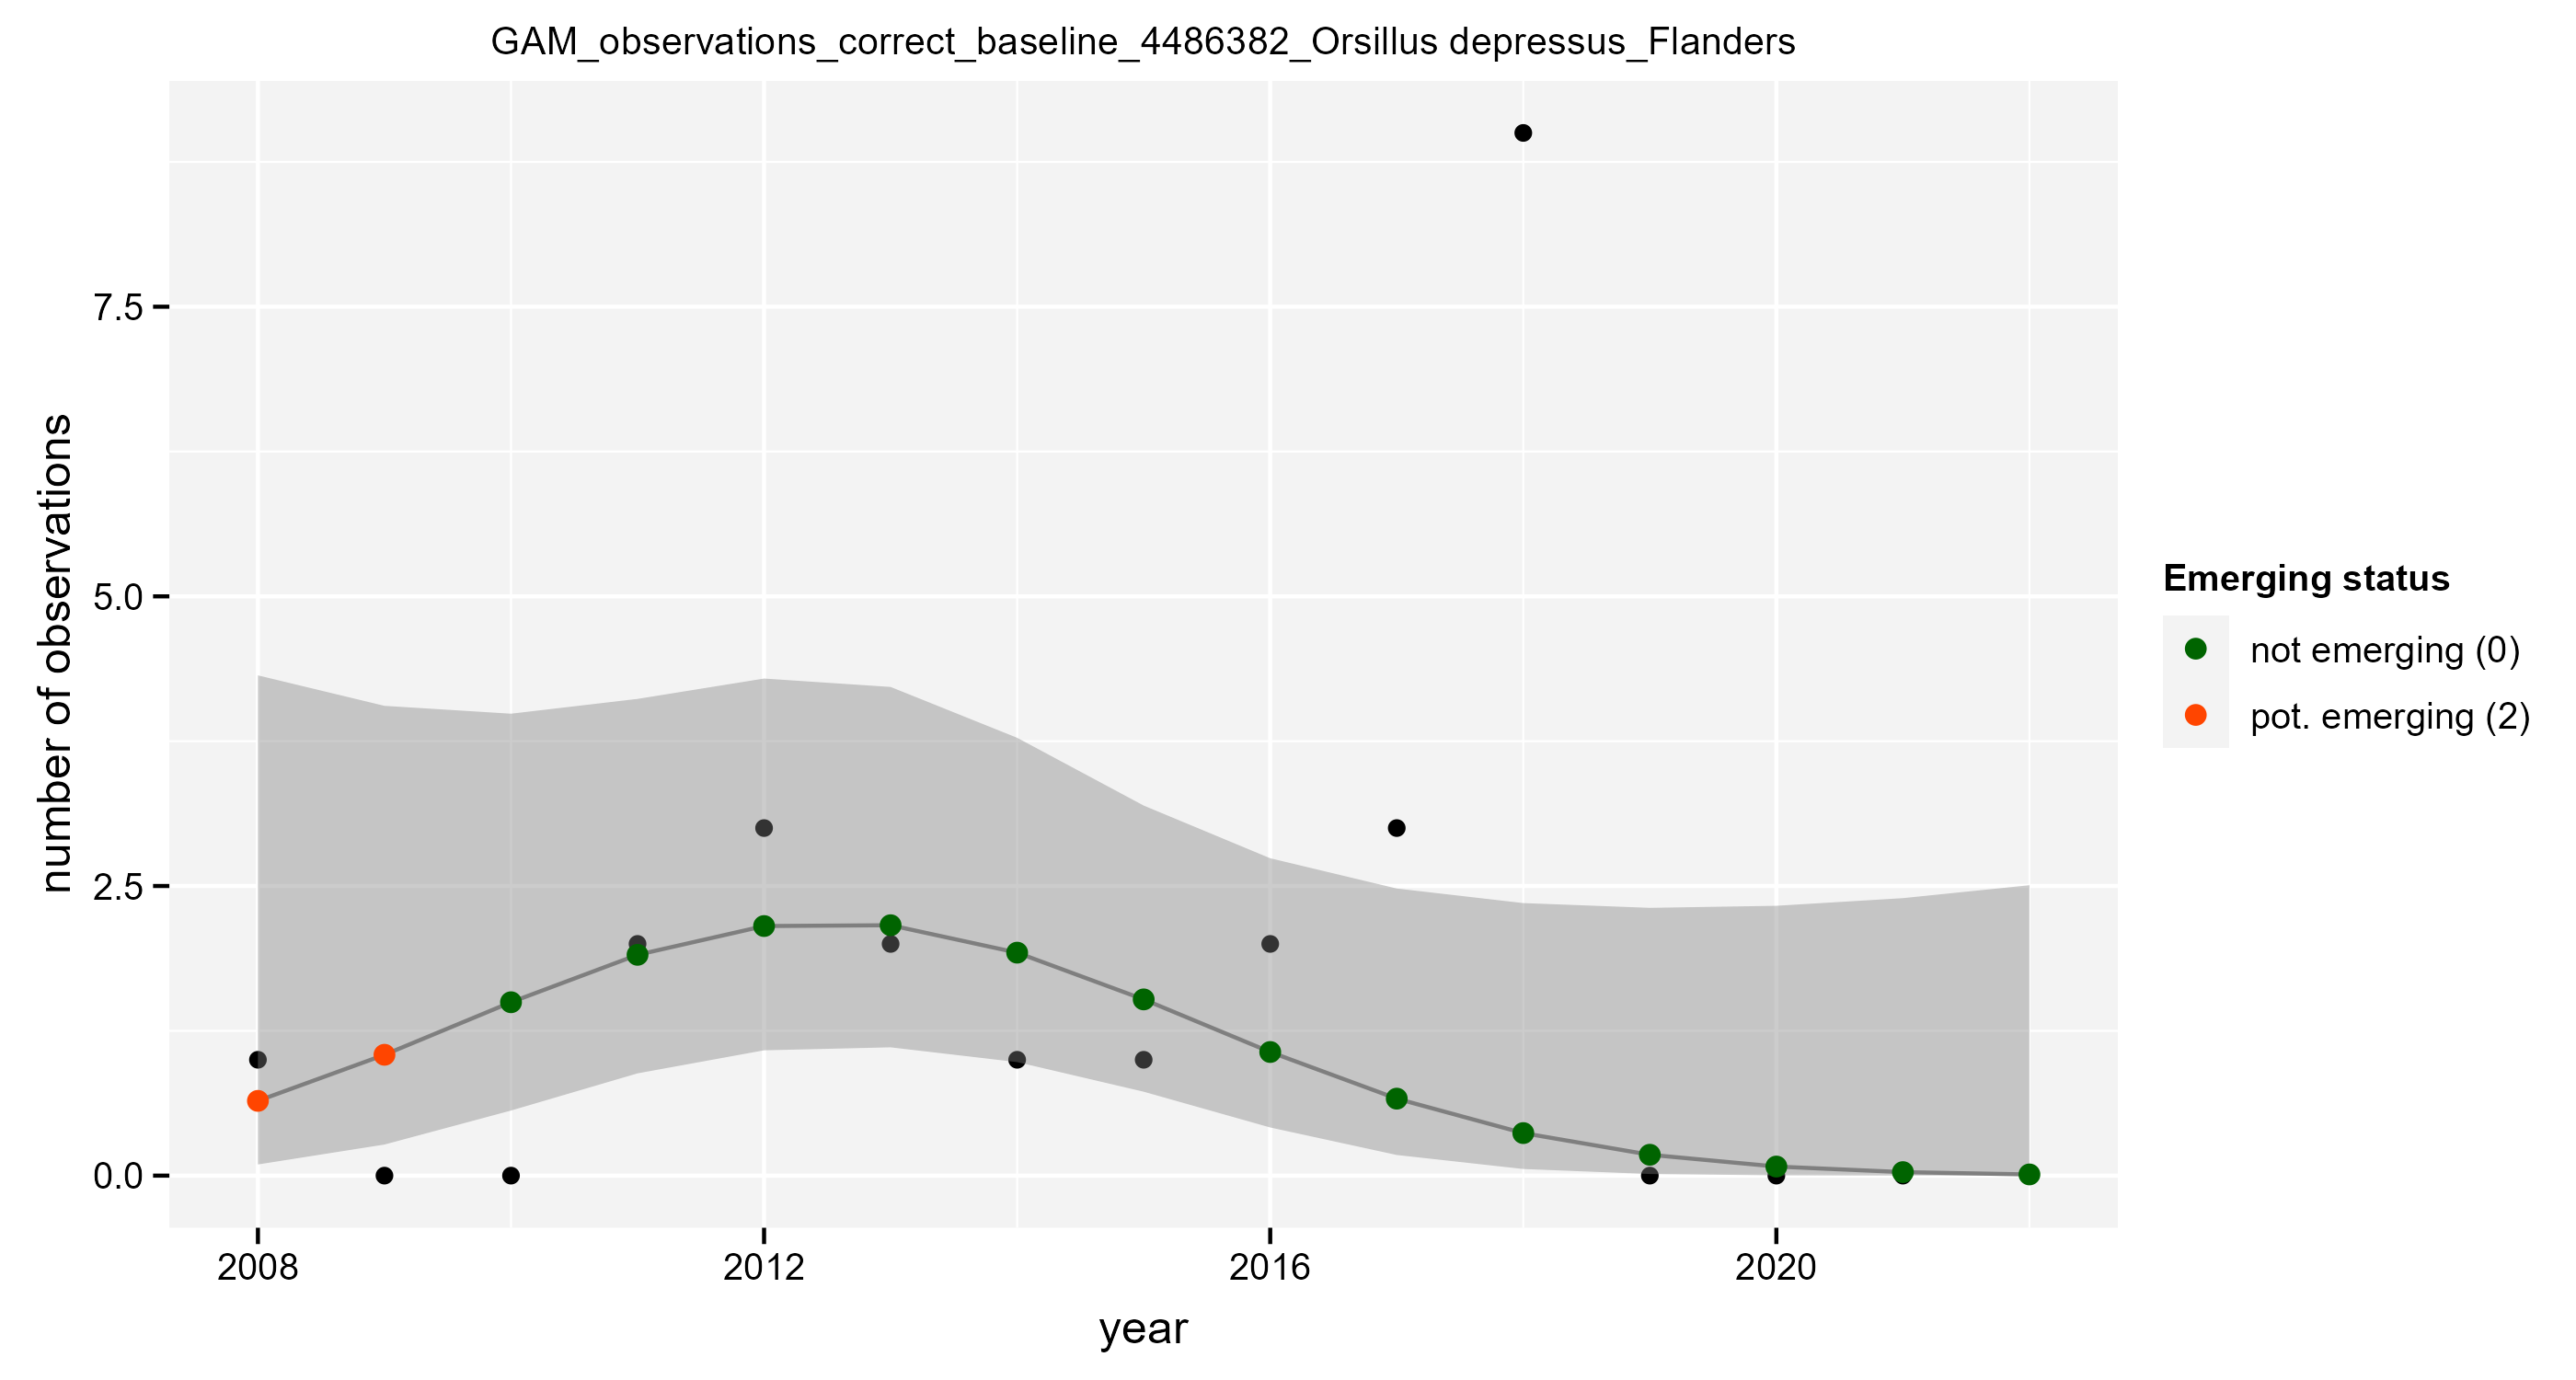 GAM_observations_correct_baseline_4486382_Orsillus depressus_Flanders
number of observations
7.5
5.0
2.5
0.0
2008
2012
2016
2020
year
Emerging status
not emerging (0)
pot. emerging (2)